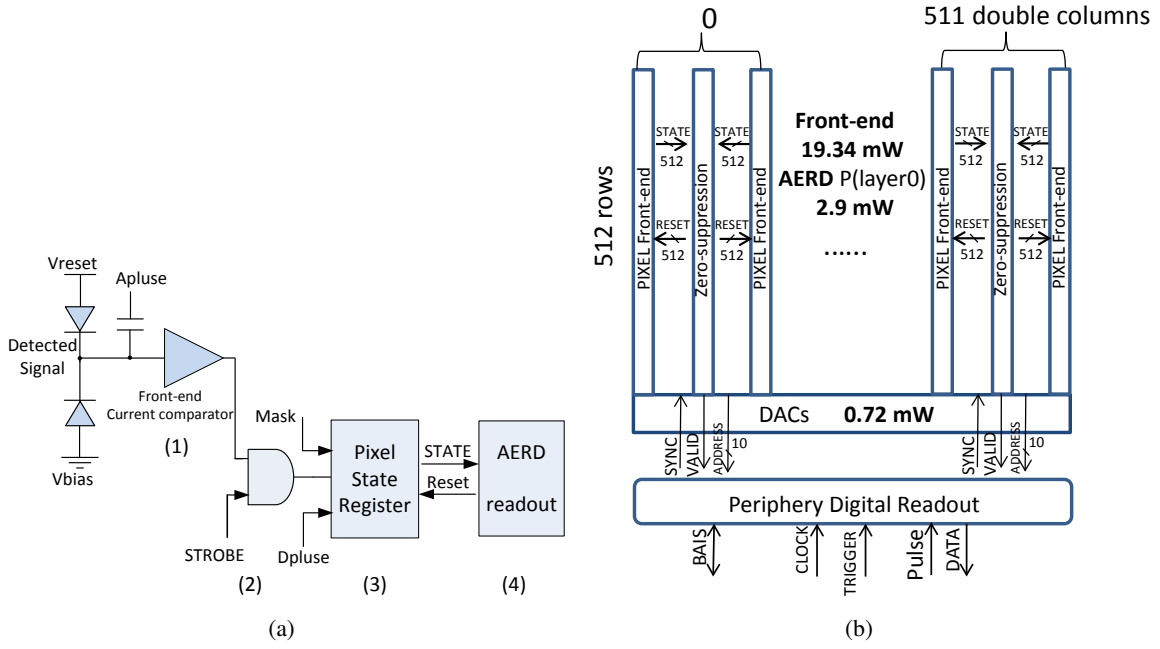 Vreset
Apluse
Detected
Signal
Front-end
Current comparator
(1)
Vbias
Mask
STROBE
(2)
Pixel
State
Register
Dpluse
(3)
STATE
Reset
AERD
readout
(4)
(a)
0
511 double columns
512 rows
PIXEL Front-end
STATE
512
RESET
512
Zero-suppression
STATE
512
RESET
512
PIXEL Front-end
Front-end
19.34 mW
AERD P(layer0)
2.9 mW
......
PIXEL Front-end
STATE
512
RESET
512
Zero-suppression
STATE
512
RESET
512
PIXEL Front-end
DACs 0.72 mW
SYNC
VALID
ADDRESS
10
SYNC
VALID
ADDRESS
10
Periphery Digital Readout
BAIS
CLOCK
TRIGGER
Pulse
DATA
(b)